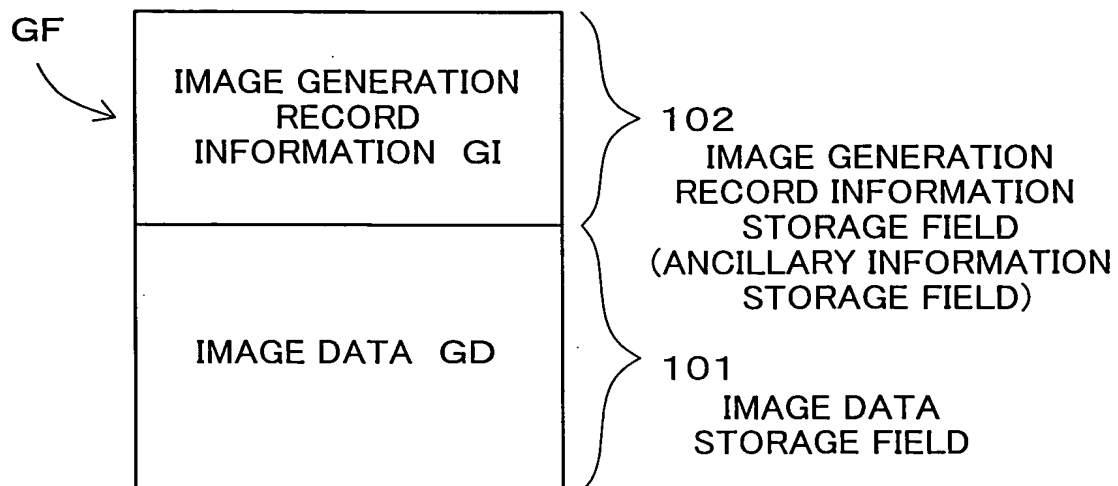 GF
IMAGE GENERATION
RECORD
INFORMATION GI
102
IMAGE GENERATION
RECORD INFORMATION
STORAGE FIELD
(ANCILLARY INFORMATION
STORAGE FIELD)
IMAGE DATA GD
101
IMAGE DATA
STORAGE FIELD